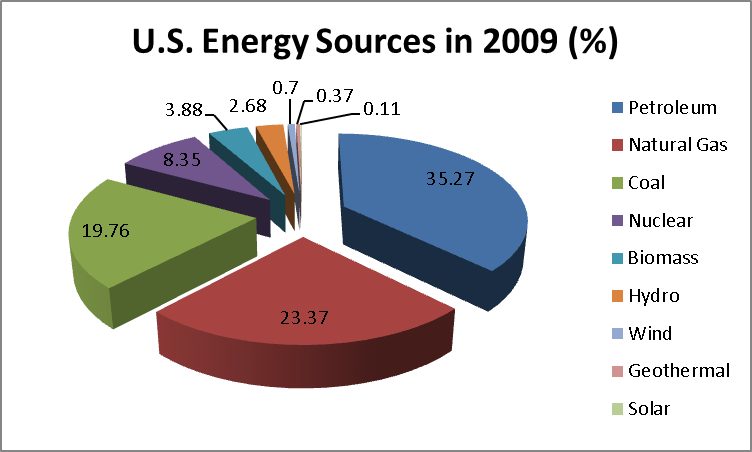 U.S. Energy Sources in 2009 (%)
0.7
0.37
0.11
3.88
2.68
8.35
35.27
19.76
23.37
Petroleum
Natural Gas
Coal
Nuclear
Biomass
Hydro
Wind
Geothermal
Solar